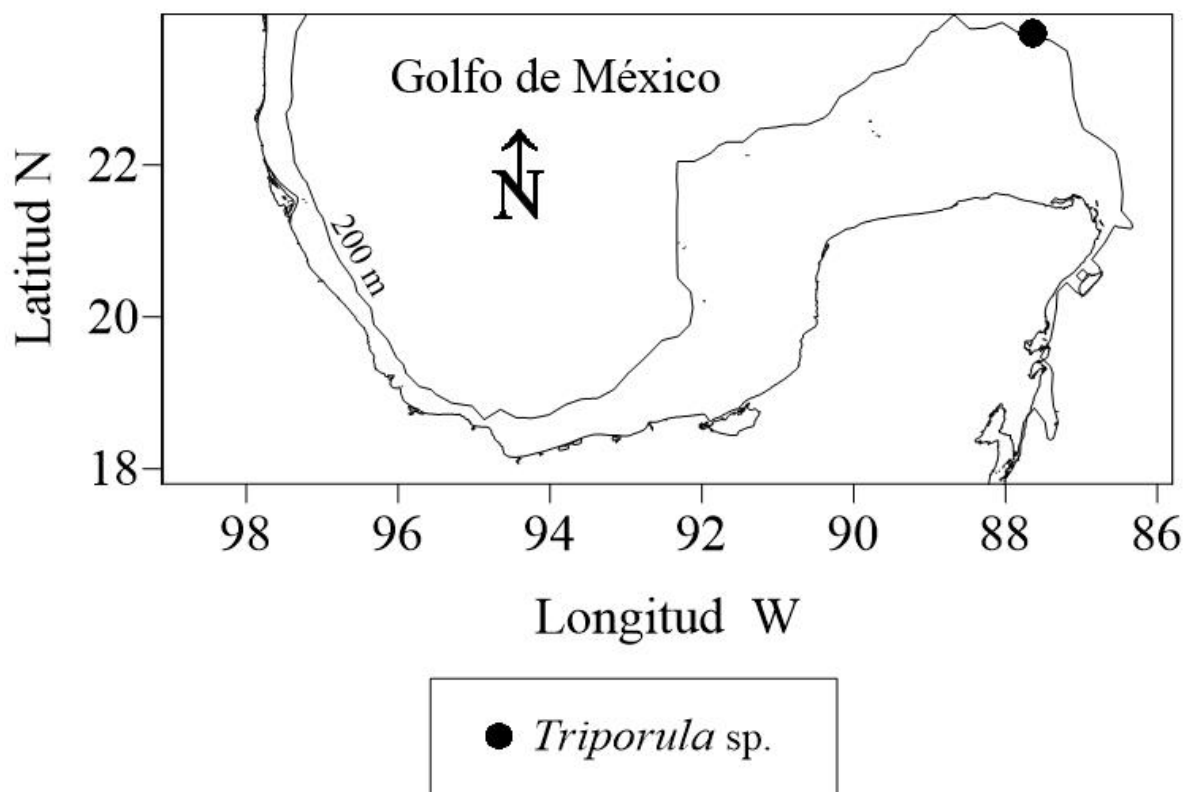 Golfo de México
N
200 m
Latitud N
22
20
18
98 96 94 92 90 88 86
Longitud W
Triporula sp.